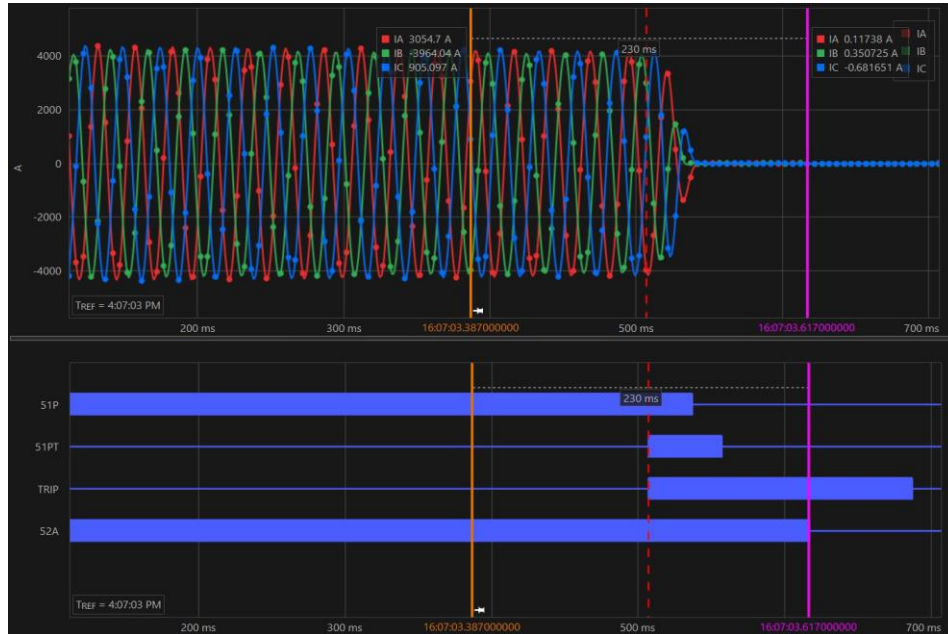 4000
2000
0
-2000
-4000
A
IA 3054.7 A
IB -3964.04 A
IC 905.097 A
230 ms
IA 0.11738 A
IB 0.350725 A
IC -0.681651 A
IA
IB
IC
TREF = 4:07:03 PM
200 ms
300 ms
16:07:03.387000000
500 ms
16:07:03.617000000
700 ms
230 ms
51P
51PT
TRIP
52A
TREF = 4:07:03 PM
200 ms
300 ms
16:07:03.387000000
500 ms
16:07:03.617000000
700 ms